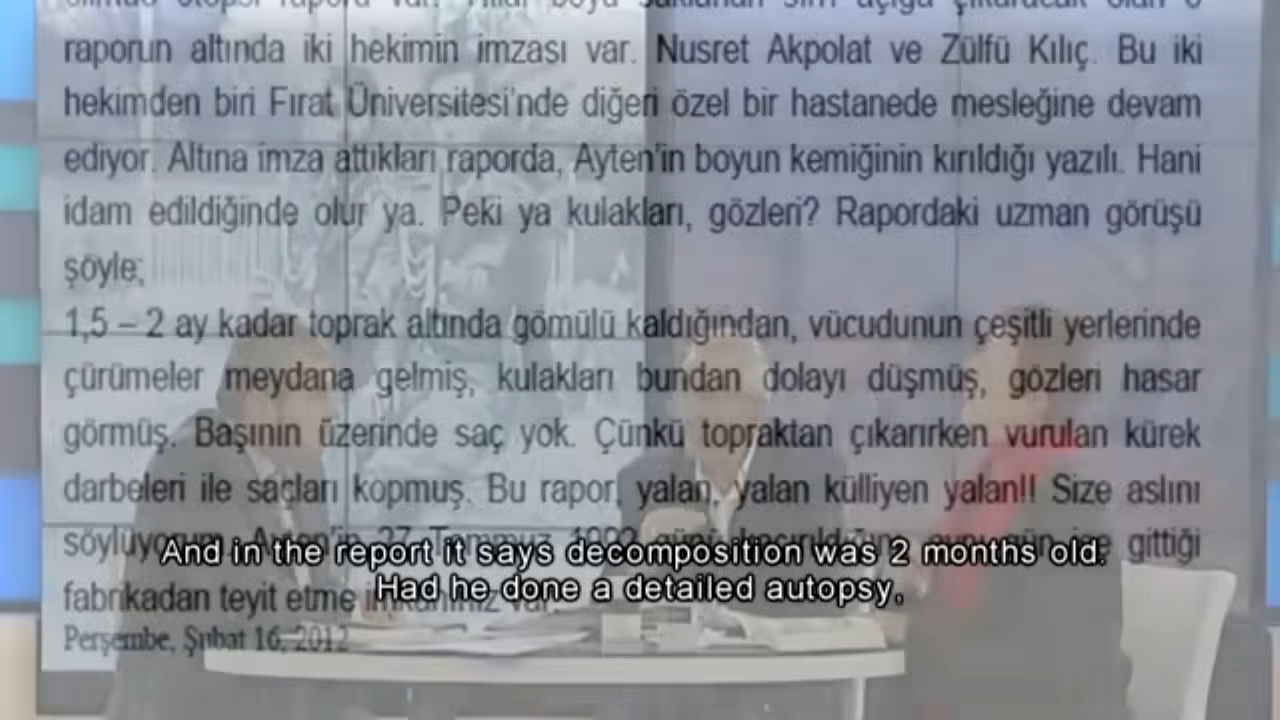 raporun altında iki hekimin imzası var. Nusret Akpolat ve Zülfü Kılıç. Bu iki
hekimden biri Fırat Üniversitesi'nde diğeri özel bir hastanede mesleğine devam
ediyor. Altına imza attıkları raporda, Ayten'in boyun kemiğinin kırıldığı yazılı. Hani
idam edildiğinde olur ya. Peki ya kulakları, gözleri? Rapordaki uzman görüşü
şöyle;
1,5 – 2 ay kadar toprak altında gömülü kaldığından, vücudunun çeşitli yerlerinde
çürümeler meydana gelmiş, kulakları bundan dolayı düşmüş, gözleri hasar
görmüş. Başının üzerinde saç yok. Çünkü topraktan çıkarırken vurulan kürek
darbeleri ile saçları kopmuş. Bu rapor, yalan, yalan külliyen yalan!! Size aslını
gittiği
And in the report it says decomposition was 2 months old.
Had he done a detailed autopsy,
fabrikadan teyit etme var.
Perşembe, Şubat 16, 2012